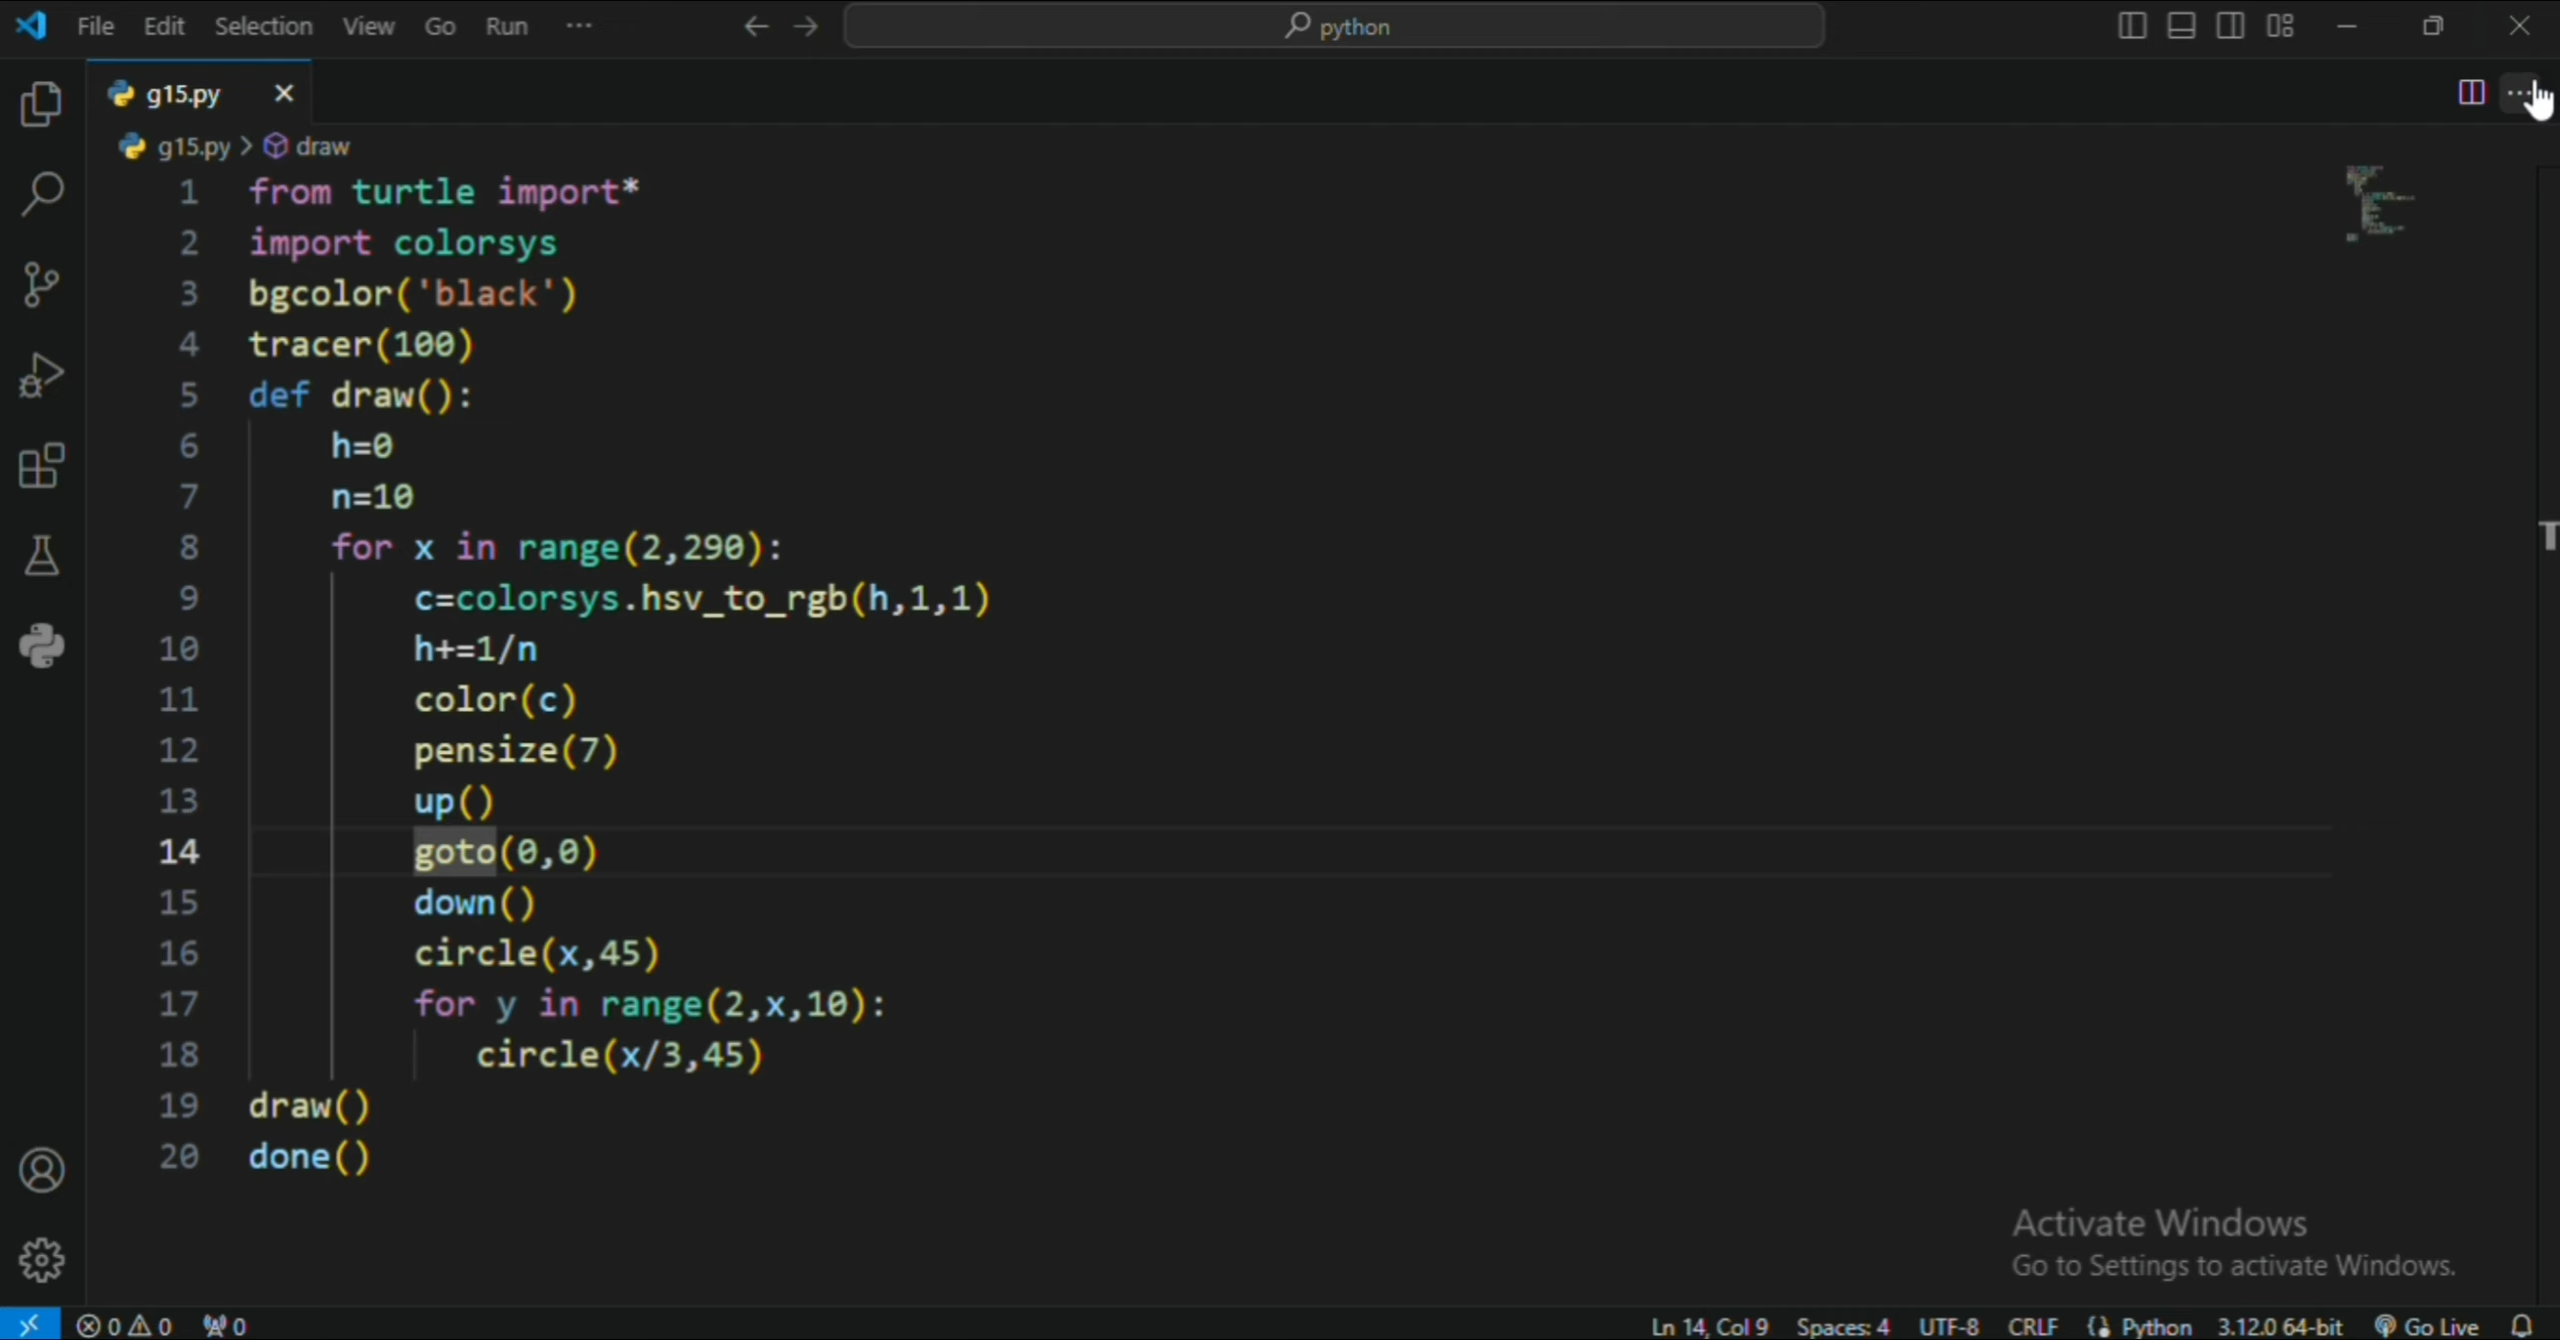 File Edit Selection View Go Run ···
python
g15.py
g15.py > draw
1 from turtle import*
2 import colorsys
3 bgcolor('black')
4 tracer(100)
5 def draw():
6     h=0
7     n=10
8     for x in range(2,290):
9         c=colorsys.hsv_to_rgb(h,1,1)
10         h+=1/n
11         color(c)
12         pensize(7)
13         up()
14         goto(0,0)
15         down()
16         circle(x,45)
17         for y in range(2,x,10):
18            circle(x/3,45)
19 draw()
20 done()
T
Activate Windows
Go to Settings to activate Windows.
0 0 0 Ln 14, Col 9 Spaces: 4 UTF-8 CRLF Python 3.12.0 64-bit Go Live